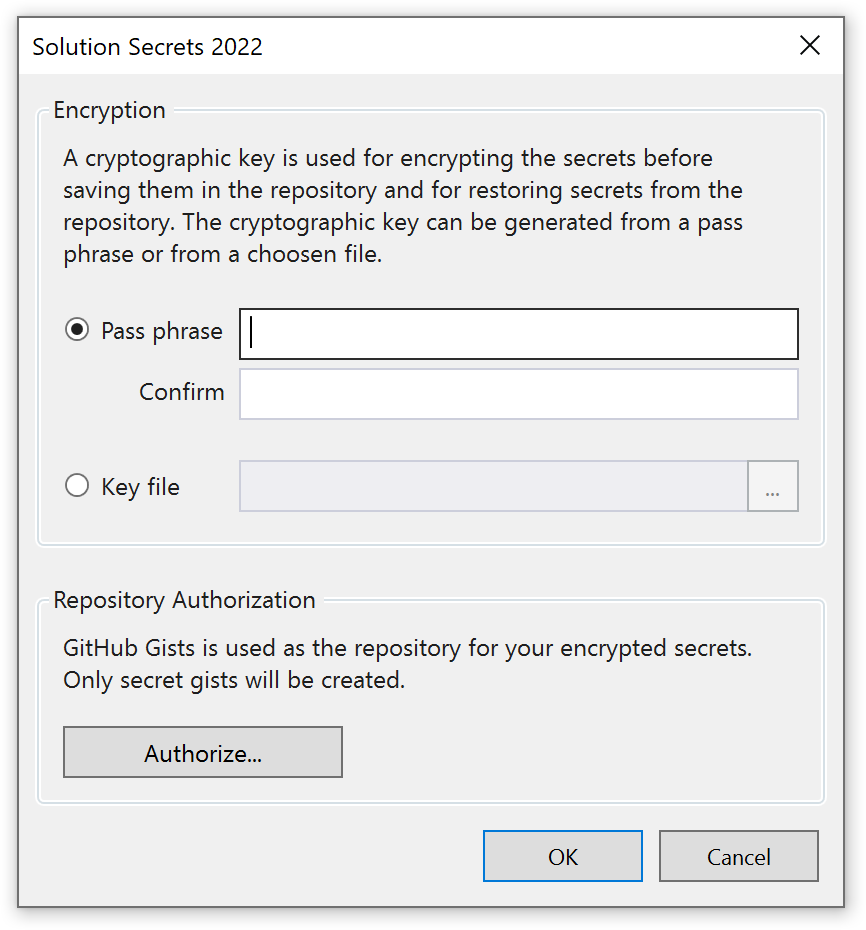 Solution Secrets 2022
Encryption
A cryptographic key is used for encrypting the secrets before
saving them in the repository and for restoring secrets from the
repository. The cryptographic key can be generated from a pass
phrase or from a choosen file.
Pass phrase
Confirm
Key file
...
Repository Authorization
GitHub Gists is used as the repository for your encrypted secrets.
Only secret gists will be created.
Authorize...
OK
Cancel